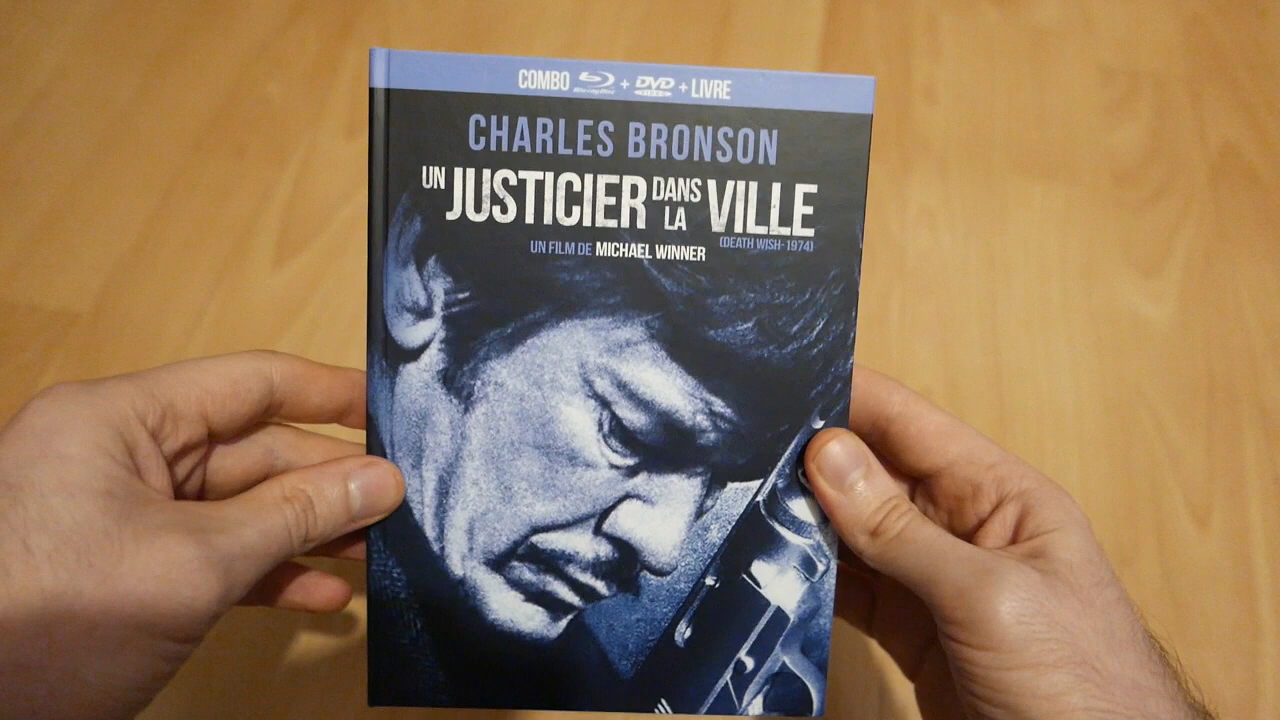 COMBO Blu-ray Disc + DVD VIDEO + LIVRE
CHARLES BRONSON
UN JUSTICIER DANS LA VILLE
(DEATH WISH-1974)
UN FILM DE MICHAEL WINNER